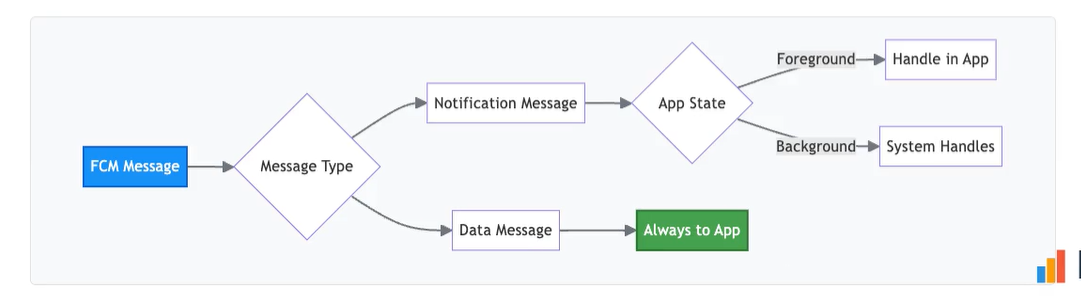 Foreground
Handle in App
Notification Message
App State
FCM Message
Message Type
Background
System Handles
Data Message
Always to App